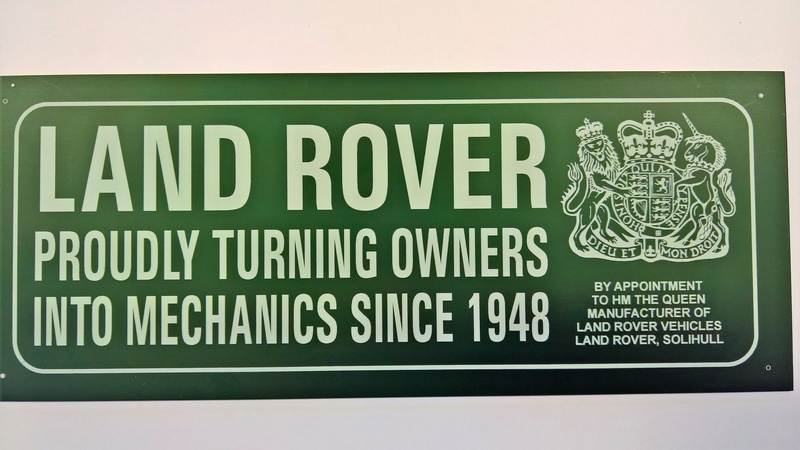 LAND ROVER
PROUDLY TURNING OWNERS
INTO MECHANICS SINCE 1948
DIEU ET MON DROIT
BY APPOINTMENT
TO HM THE QUEEN
MANUFACTURER OF
LAND ROVER VEHICLES
LAND ROVER, SOLIHULL